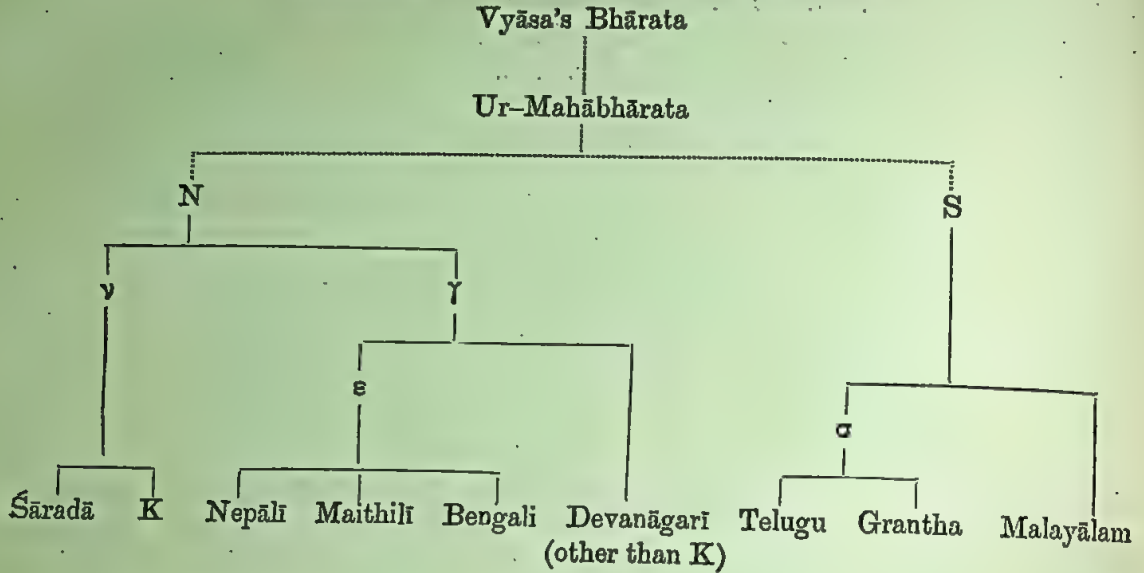 Vyāsa's Bhārata
Ur–Mahābhārata
N
S
ν
γ
ε
σ
Śāradā K Nepālī Maithilī Bengali Devanāgarī Telugu Grantha Malayālam
(other than K)